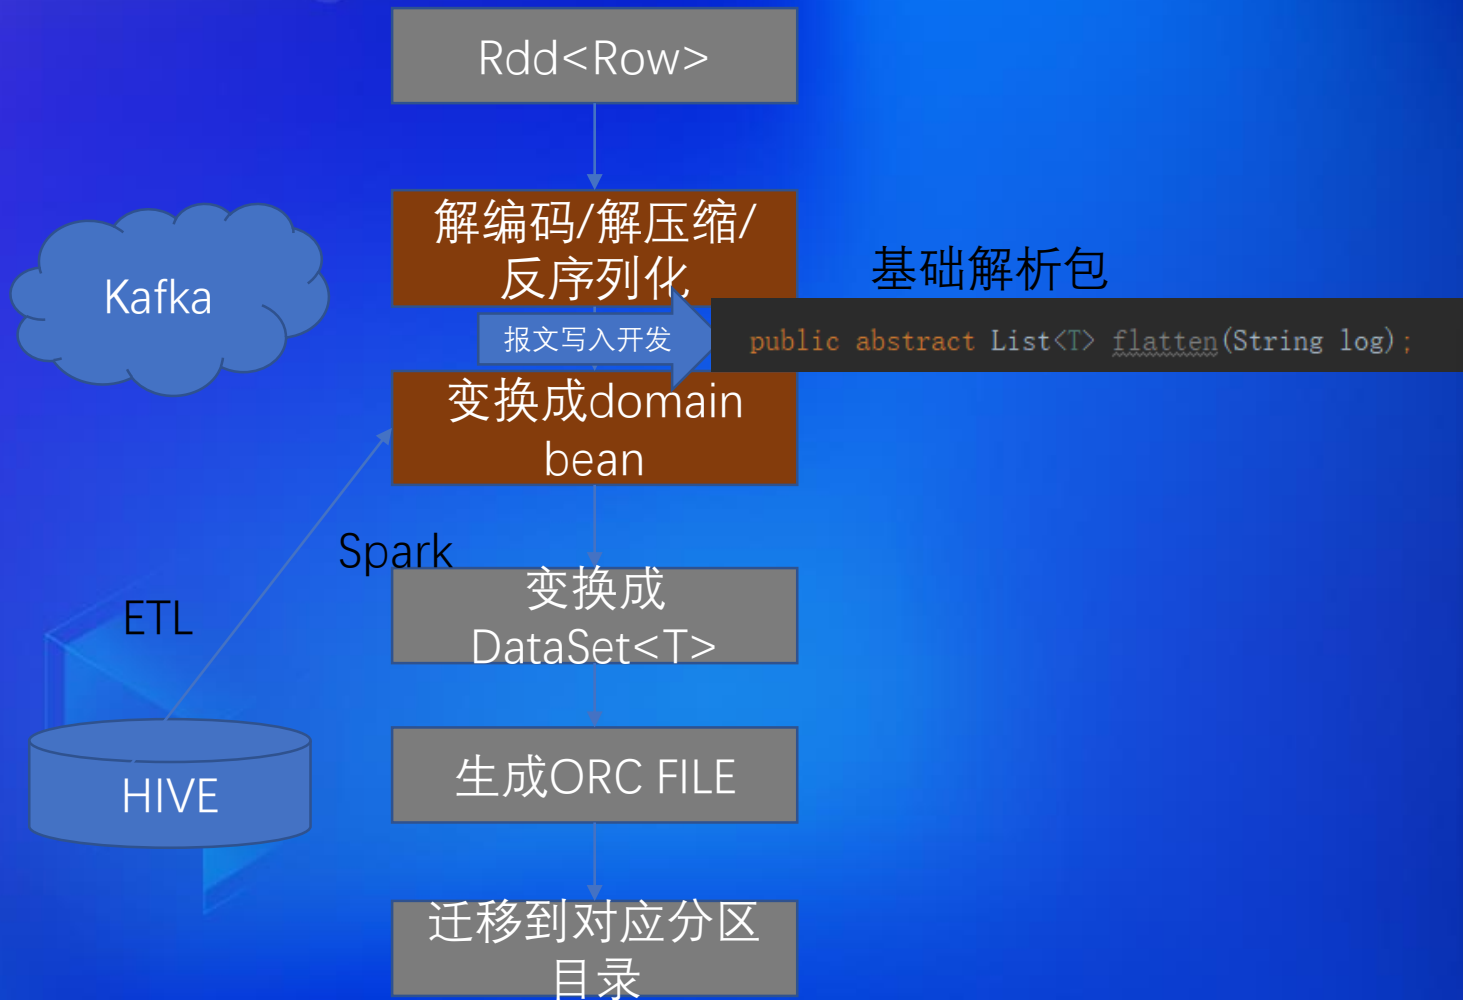 Rdd<Row>
解编码/解压缩/
反序列化
基础解析包
Kafka
报文写入开发
public abstract List<T> flatten(String log);
变换成domain
bean
Spark
变换成
DataSet<T>
ETL
HIVE
生成ORC FILE
迁移到对应分区
目录